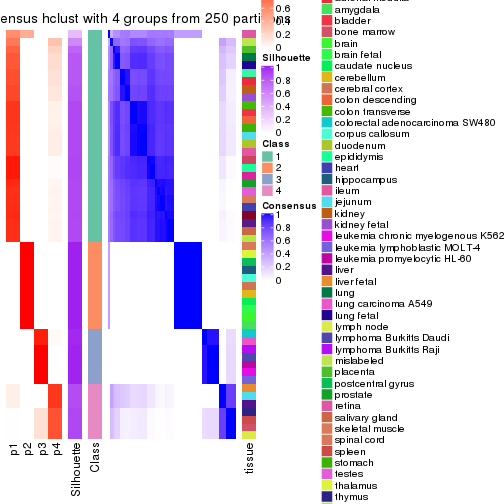 ensus hclust with 4 groups from 250 parti
ns
0.6
0.4
0.2
0
Silhouette
1
0.8
0.6
0.4
0.2
0
Class
1
2
3
4
Consensus
1
0.8
0.6
0.4
0.2
0
amygdala
bladder
bone marrow
brain
brain fetal
caudate nucleus
cerebellum
cerebral cortex
colon descending
colon transverse
colorectal adenocarcinoma SW480
corpus callosum
duodenum
epididymis
heart
hippocampus
ileum
jejunum
kidney
kidney fetal
leukemia chronic myelogenous K562
leukemia lymphoblastic MOLT-4
leukemia promyelocytic HL-60
liver
liver fetal
lung
lung carcinoma A549
lung fetal
lymph node
lymphoma Burkitts Daudi
lymphoma Burkitts Raji
mislabeled
placenta
postcentral gyrus
prostate
retina
salivary gland
skeletal muscle
spinal cord
spleen
stomach
testes
thalamus
thymus
p1
p2
p3
p4
Silhouette
Class
tissue